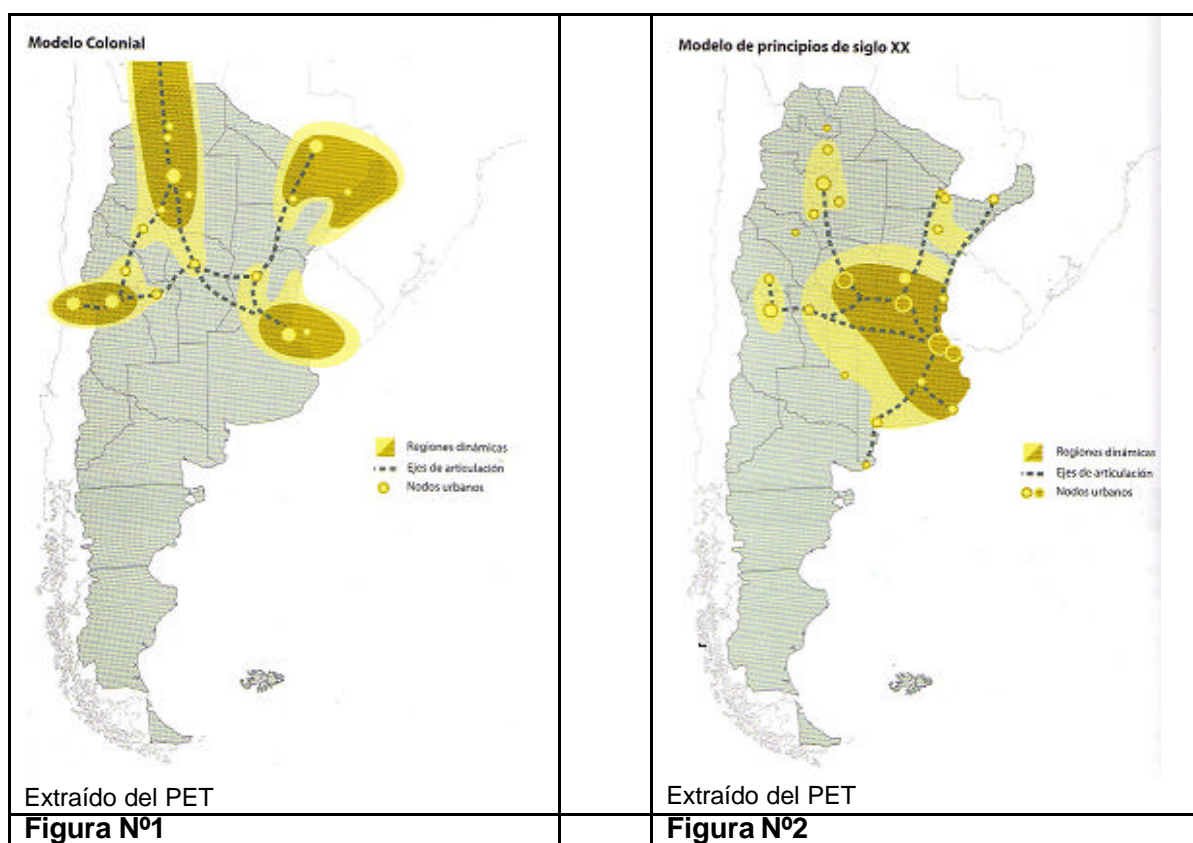 Modelo Colonial
Regiones dinámicas
Ejes de articulación
Nodos urbanos
Extraído del PET
Figura Nº1
Modelo de principios de siglo XX
Regiones dinámicas
Ejes de articulación
Nodos urbanos
Extraído del PET
Figura Nº2